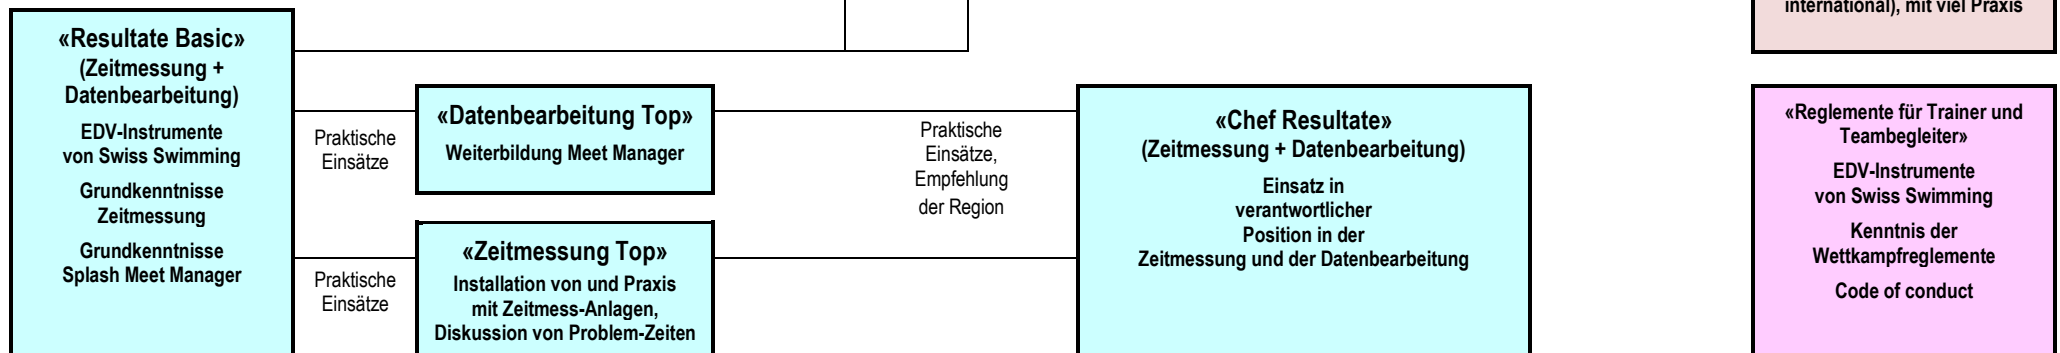 «Resultate Basic»
(Zeitmessung +
Datenbearbeitung)
EDV-Instrumente
von Swiss Swimming
Grundkenntnisse
Zeitmessung
Grundkenntnisse
Splash Meet Manager
Praktische
Einsätze
Praktische
Einsätze
«Datenbearbeitung Top»
Weiterbildung Meet Manager
«Zeitmessung Top»
Installation von und Praxis
mit Zeitmess-Anlagen,
Diskussion von Problem-Zeiten
Praktische
Einsätze,
Empfehlung
der Region
«Chef Resultate»
(Zeitmessung + Datenbearbeitung)
Einsatz in
verantwortlicher
Position in der
Zeitmessung und der Datenbearbeitung
international), mit viel Praxis
«Reglemente für Trainer und
Teambegleiter»
EDV-Instrumente
von Swiss Swimming
Kenntnis der
Wettkampfreglemente
Code of conduct